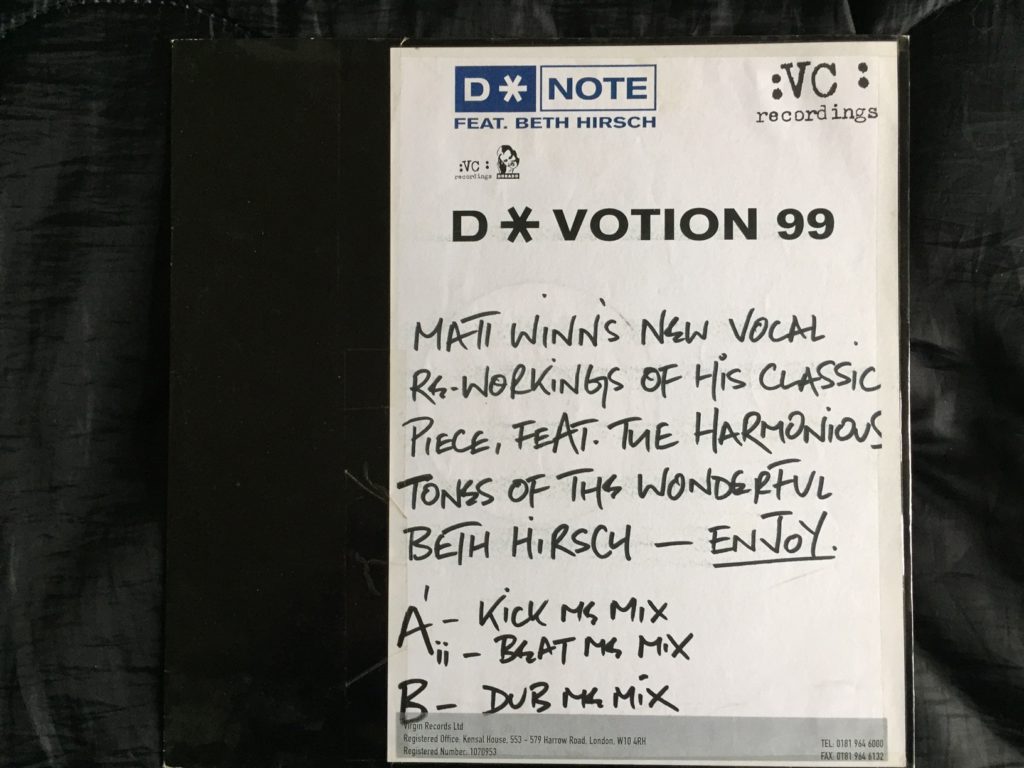 D*NOTE
FEAT. BETH HIRSCH
:VC:
recordings
:VC:
recordings
D*VOTION 99
MATT WINN'S NEW VOCAL
RE-WORKINGS OF HIS CLASSIC
PIECE, FEAT. THE HARMONIOUS
TONES OF THE WONDERFUL
BETH HIRSCH — ENJOY.
A i - KICK ME MIX
ii - BEAT ME MIX
B - DUB ME MIX
Virgin Records Ltd
Registered Office: Kensal House, 553 - 579 Harrow Road, London, W10 4RH
Registered Number: 1070953
TEL. 0181 964 6000
FAX. 0181 964 6132